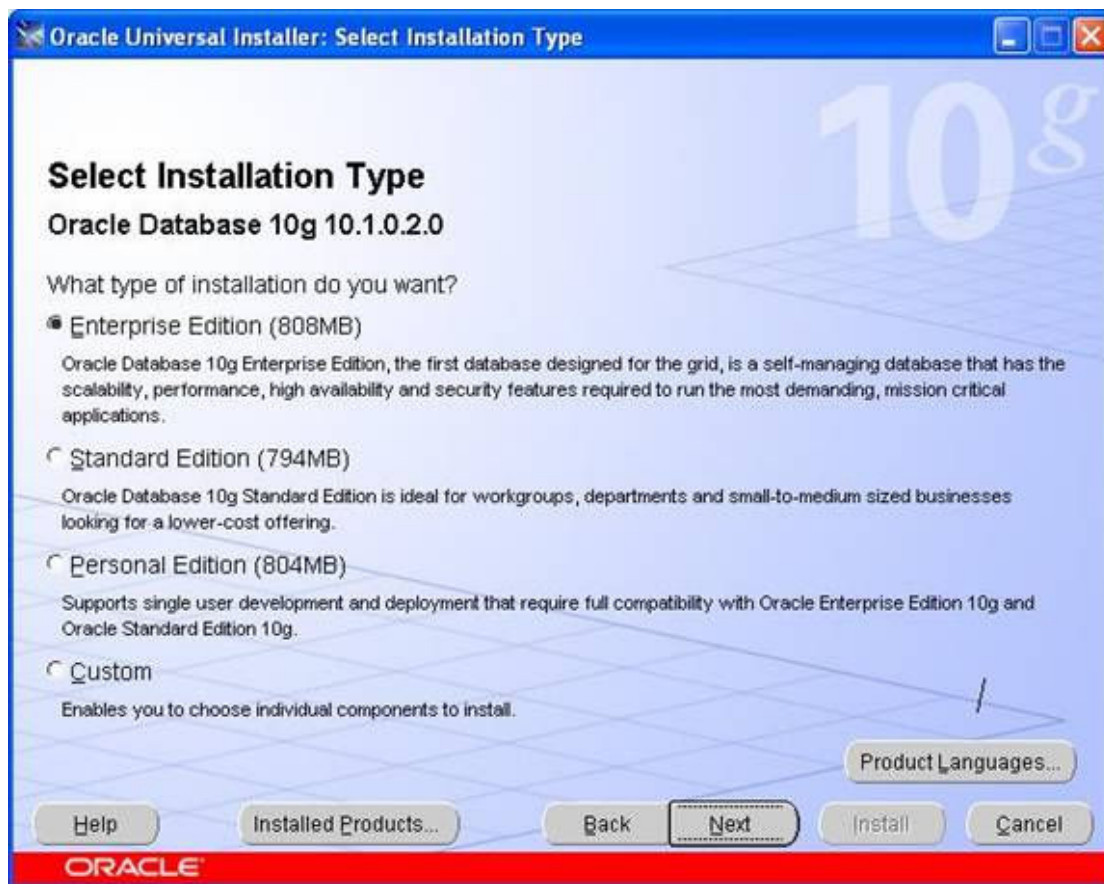 Oracle Universal Installer: Select Installation Type
10g
Select Installation Type
Oracle Database 10g 10.1.0.2.0
What type of installation do you want?
Enterprise Edition (808MB)
Oracle Database 10g Enterprise Edition, the first database designed for the grid, is a self-managing database that has the
scalability, performance, high availability and security features required to run the most demanding, mission critical
applications.
Standard Edition (794MB)
Oracle Database 10g Standard Edition is ideal for workgroups, departments and small-to-medium sized businesses
looking for a lower-cost offering.
Personal Edition (804MB)
Supports single user development and deployment that require full compatibility with Oracle Enterprise Edition 10g and
Oracle Standard Edition 10g.
Custom
Enables you to choose individual components to install.
Product Languages...
Help Installed Products... Back Next Install Cancel
ORACLE